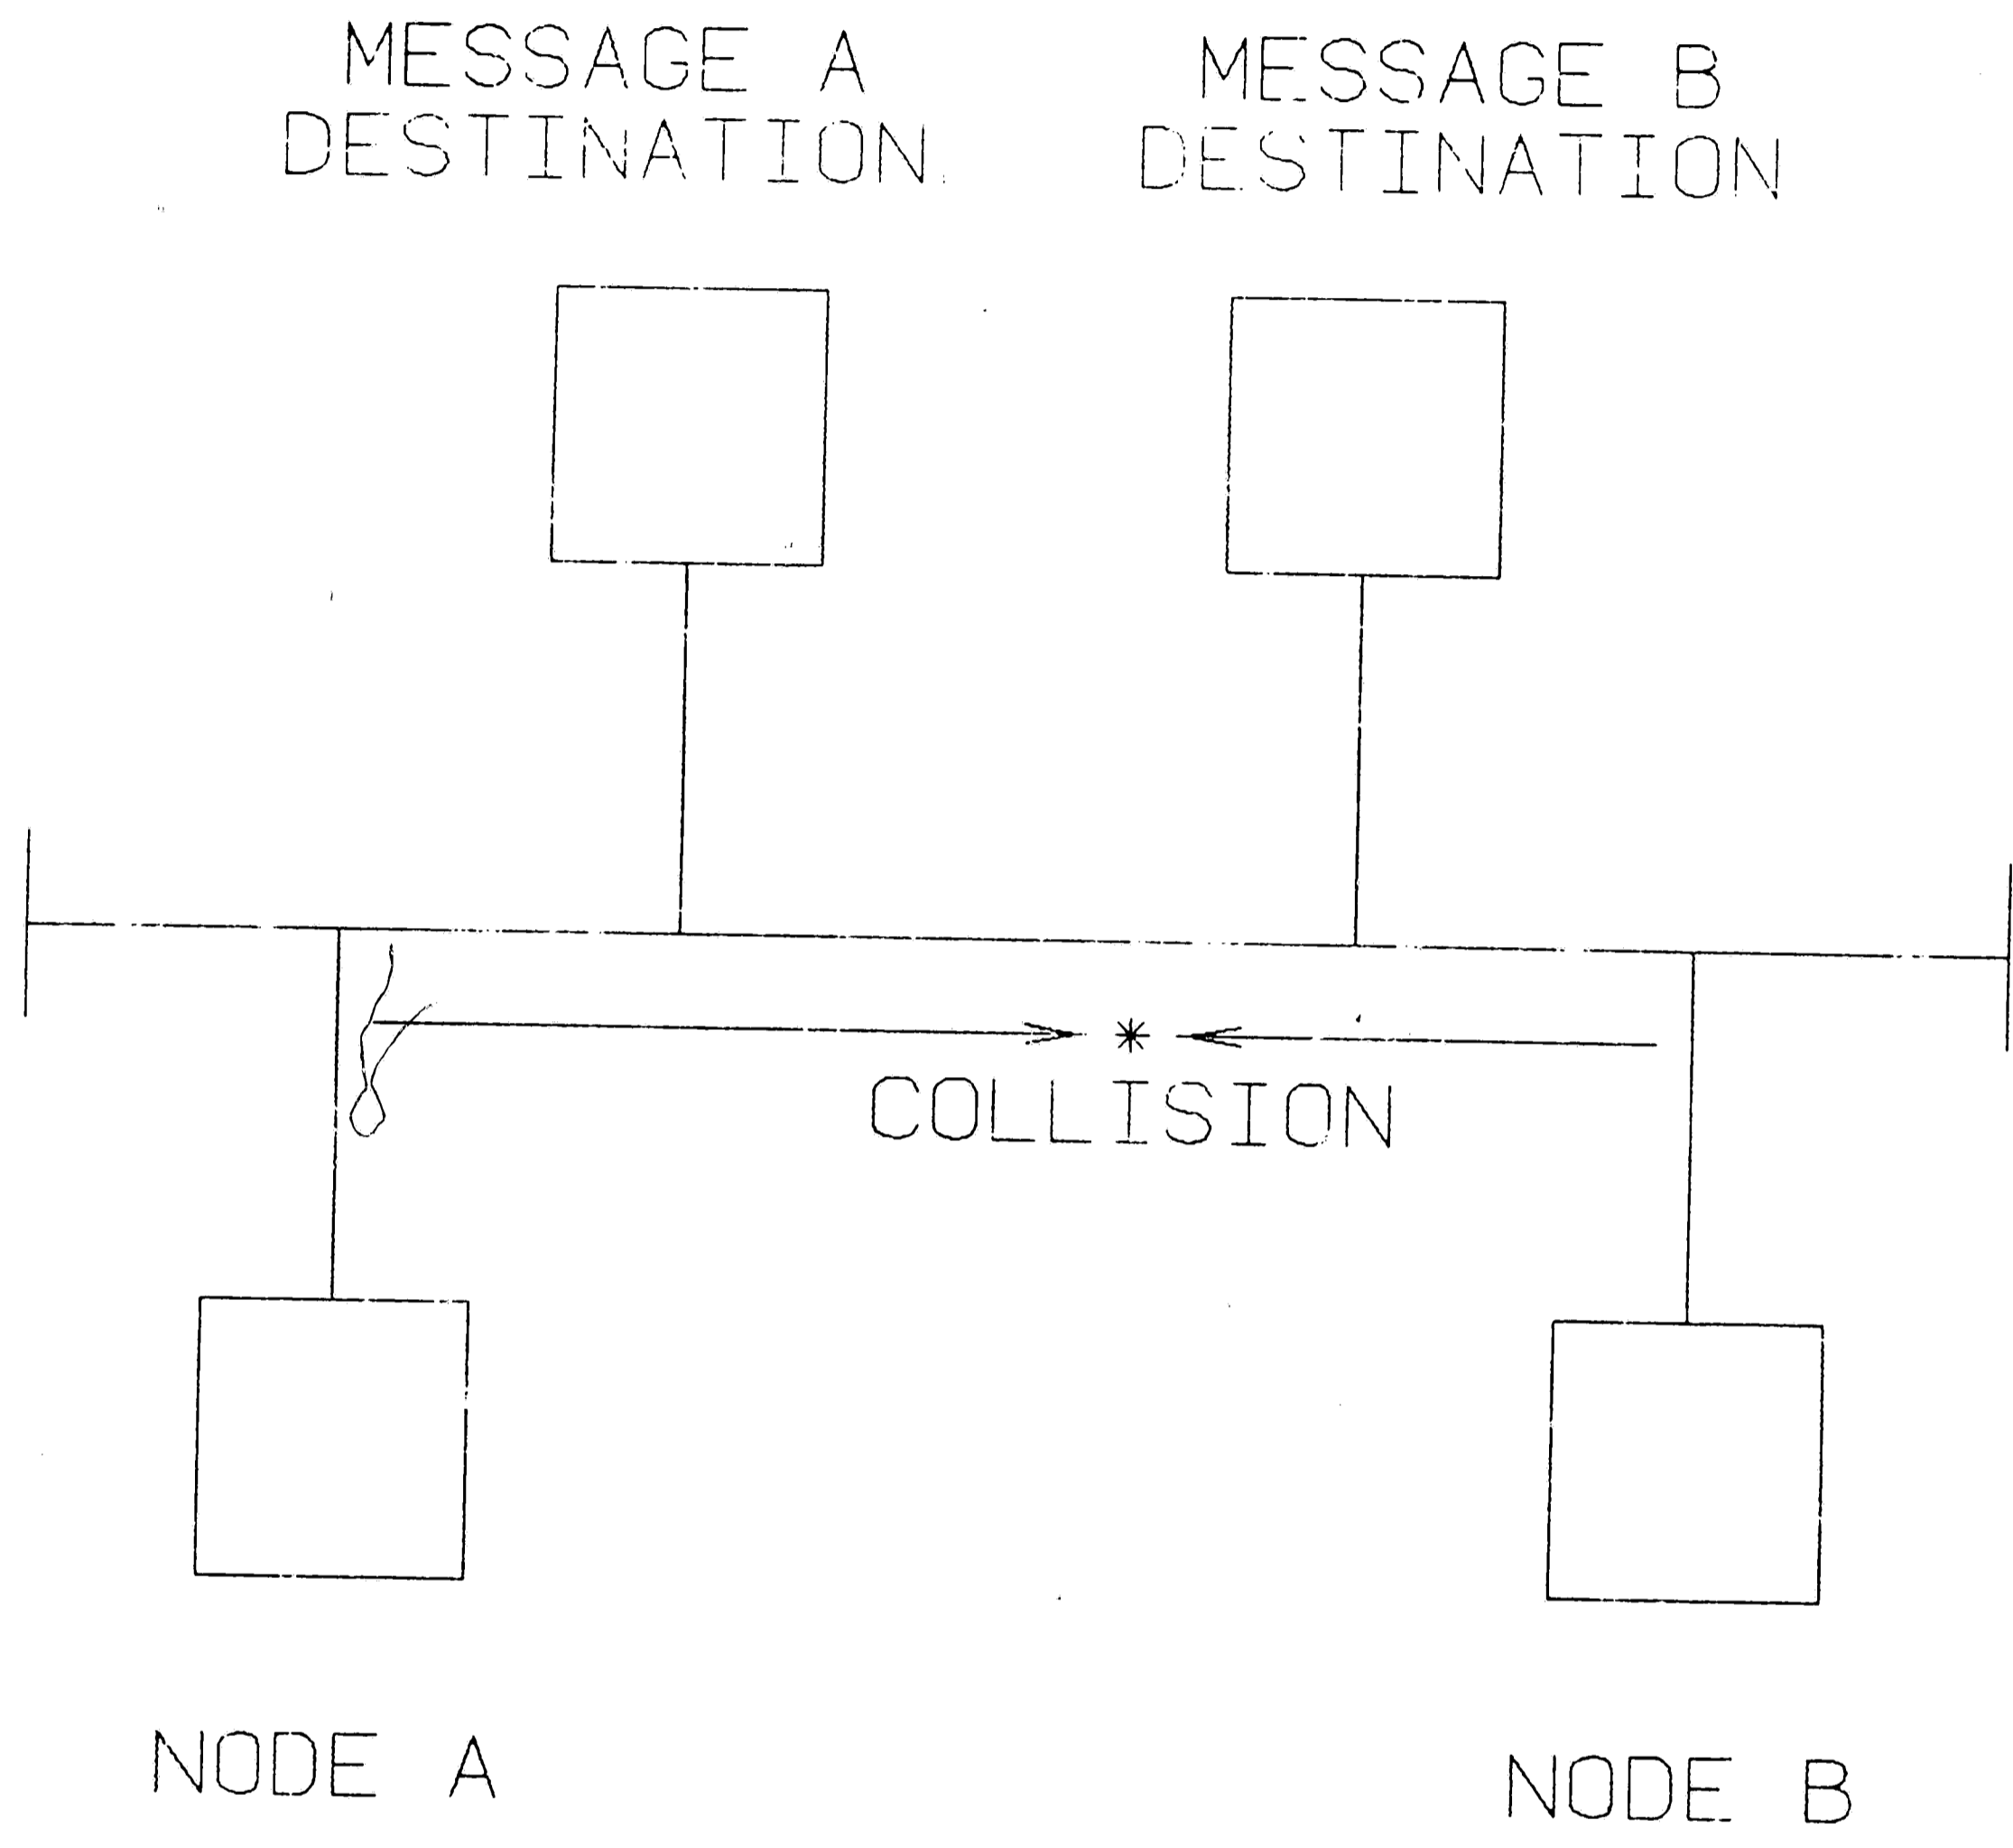 MESSAGE A
DESTINATION
MESSAGE B
DESTINATION
COLLISION
NODE A
NODE B